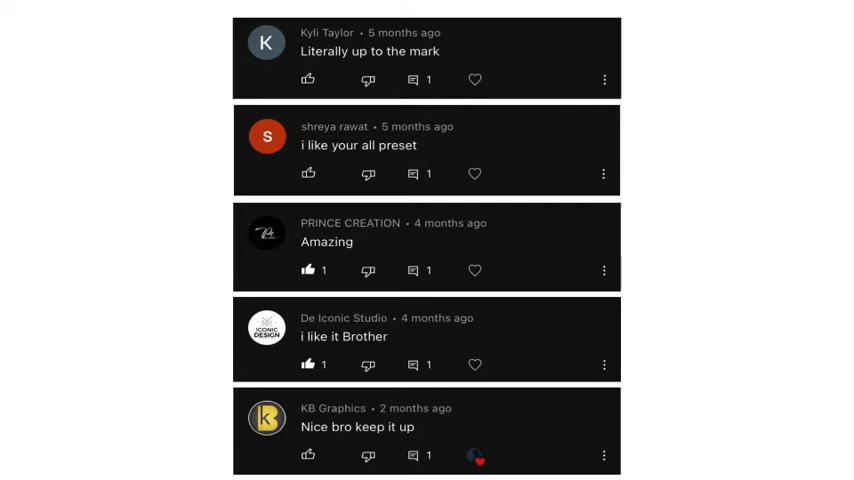 K
Kyli Taylor • 5 months ago
Literally up to the mark
1
s
shreya rawat • 5 months ago
i like your all preset
1
PRINCE CREATION • 4 months ago
Amazing
1 1
ICONIC
DESIGN
De Iconic Studio • 4 months ago
i like it Brother
1 1
KB
KB Graphics • 2 months ago
Nice bro keep it up
1